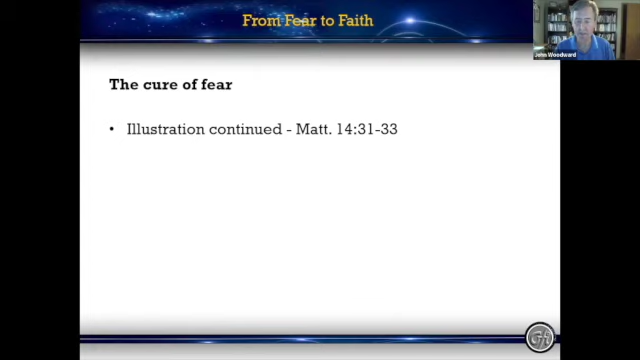 From Fear to Faith
John Woodward
The cure of fear
• Illustration continued - Matt. 14:31-33